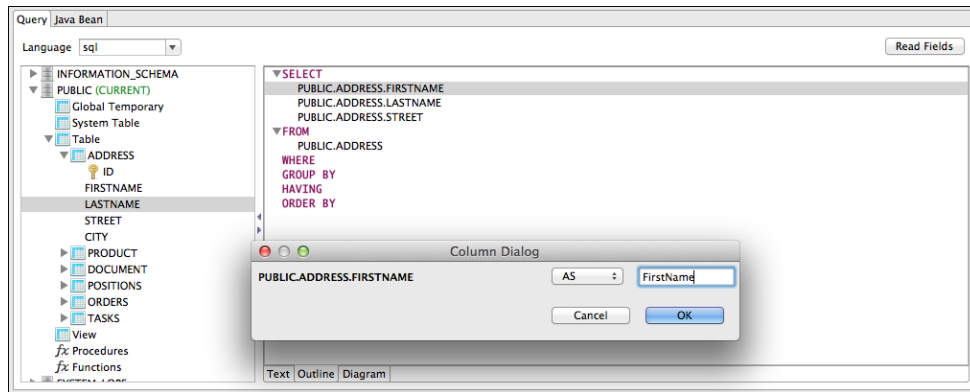 Query Java Bean
Language sql
Read Fields
INFORMATION_SCHEMA
PUBLIC (CURRENT)
Global Temporary
System Table
Table
ADDRESS
ID
FIRSTNAME
LASTNAME
STREET
CITY
PRODUCT
DOCUMENT
POSITIONS
ORDERS
TASKS
View
fx Procedures
fx Functions
SELECT
PUBLIC.ADDRESS.FIRSTNAME
PUBLIC.ADDRESS.LASTNAME
PUBLIC.ADDRESS.STREET
FROM
PUBLIC.ADDRESS
WHERE
GROUP BY
HAVING
ORDER BY
Column Dialog
PUBLIC.ADDRESS.FIRSTNAME AS FirstName
Cancel OK
Text Outline Diagram